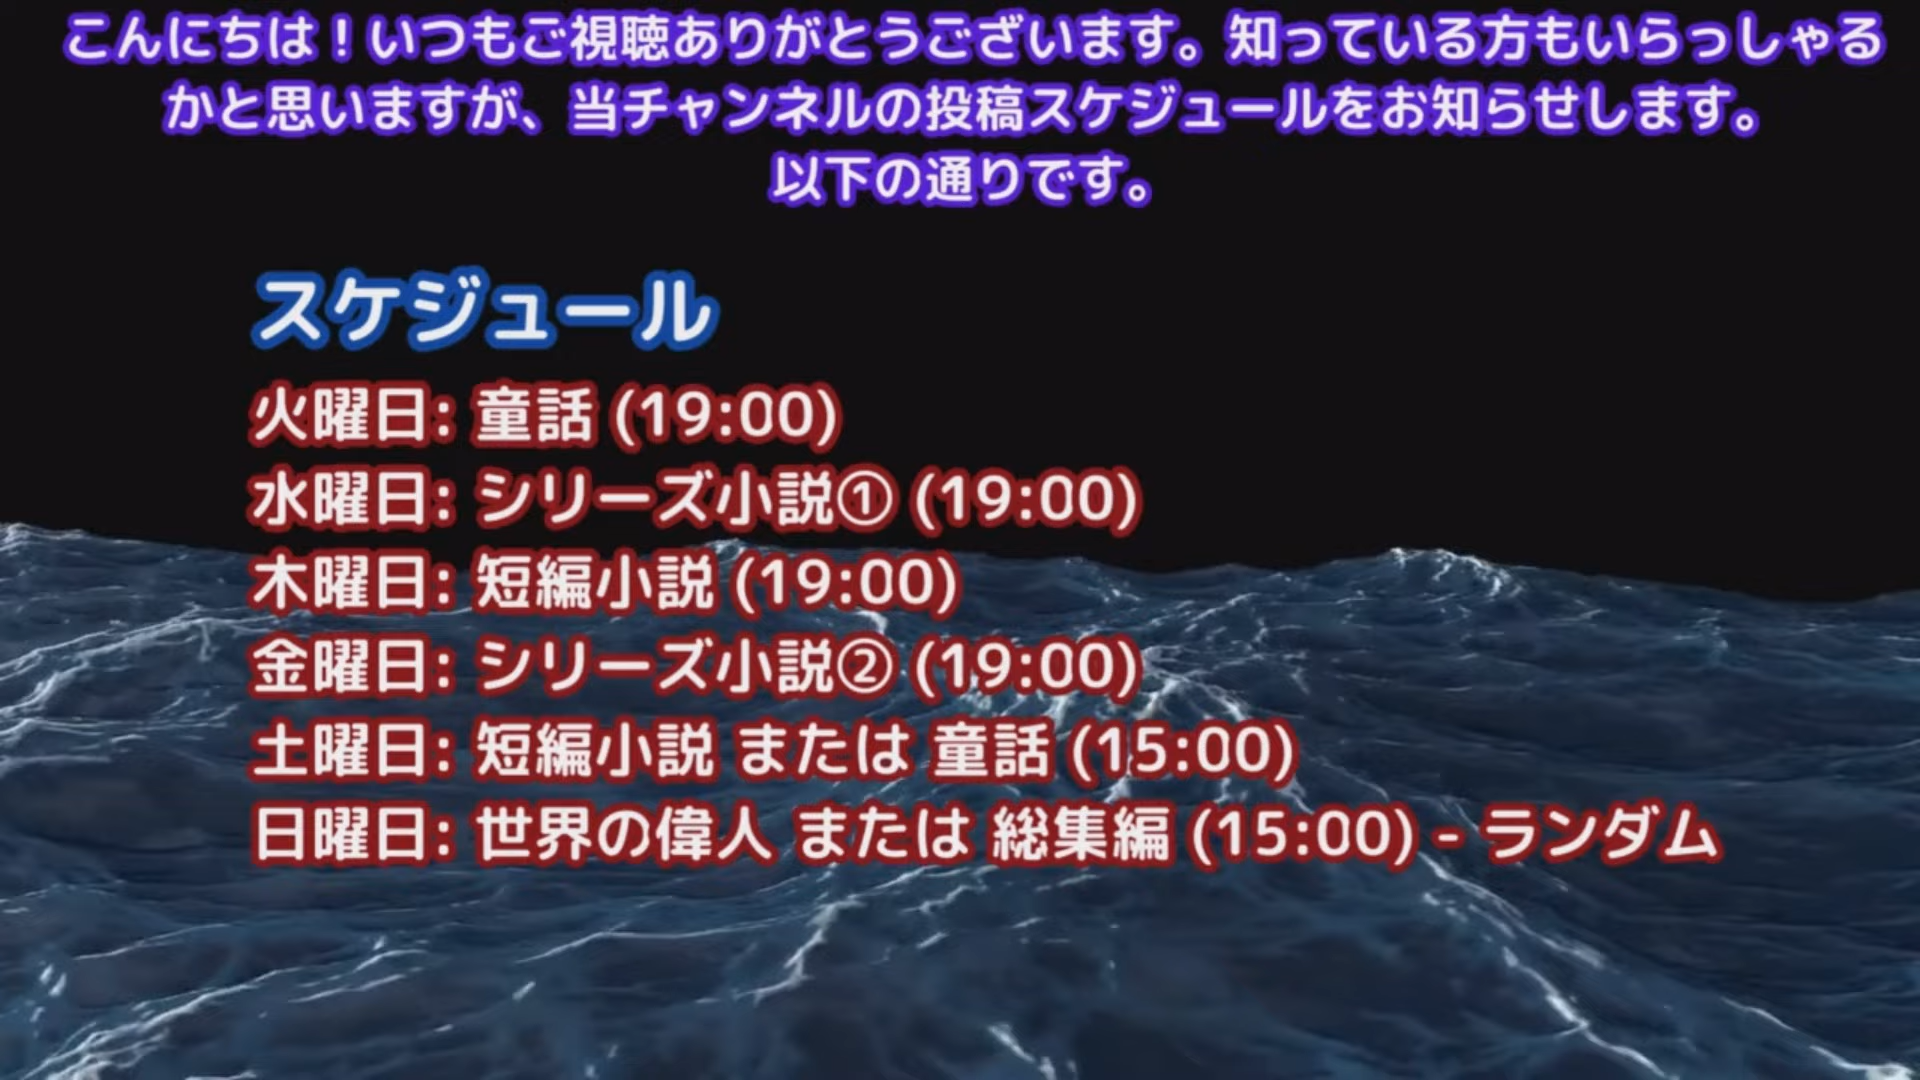 こんにちは！いつもご視聴ありがとうございます。知っている方もいらっしゃる
かと思いますが、当チャンネルの投稿スケジュールをお知らせします。
以下の通りです。
スケジュール
火曜日: 童話 (19:00)
水曜日: シリーズ小説① (19:00)
木曜日: 短編小説 (19:00)
金曜日: シリーズ小説② (19:00)
土曜日: 短編小説 または 童話 (15:00)
日曜日: 世界の偉人 または 総集編 (15:00) - ランダム